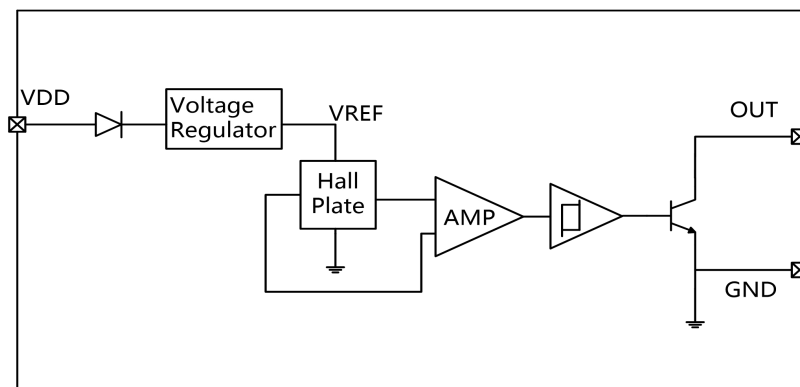 VDD
Voltage
Regulator
VREF
Hall
Plate
AMP
OUT
GND